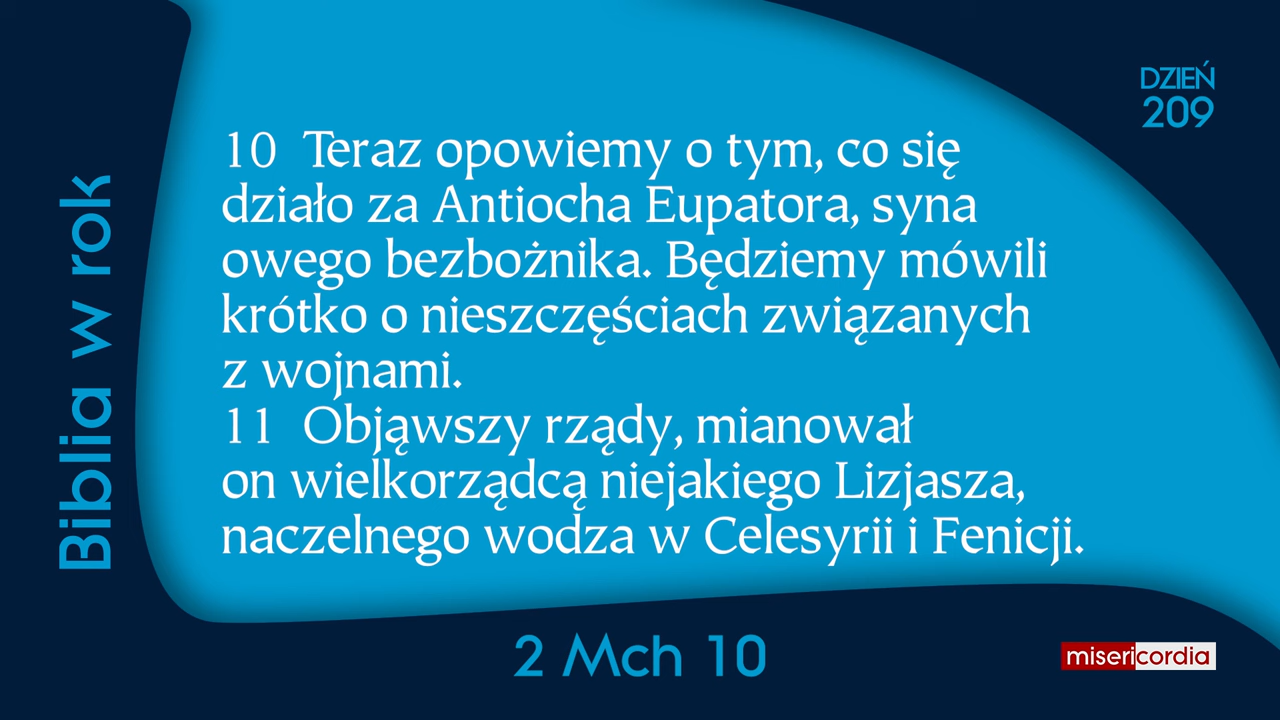 DZIEŃ
209
10 Teraz opowiemy o tym, co się
działo za Antiocha Eupatora, syna
owego bezbożnika. Będziemy mówili
krótko o nieszczęściach związanych
z wojnami.
11 Objąwszy rządy, mianował
on wielkorządcą niejakiego Lizjasza,
naczelnego wodza w Celesyrii i Fenicji.
Biblia w rok
2 Mch 10
misericordia